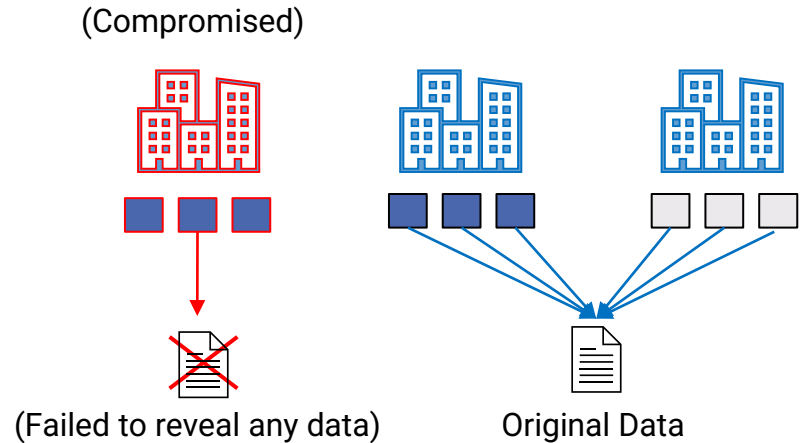 (Compromised)
(Failed to reveal any data)
Original Data